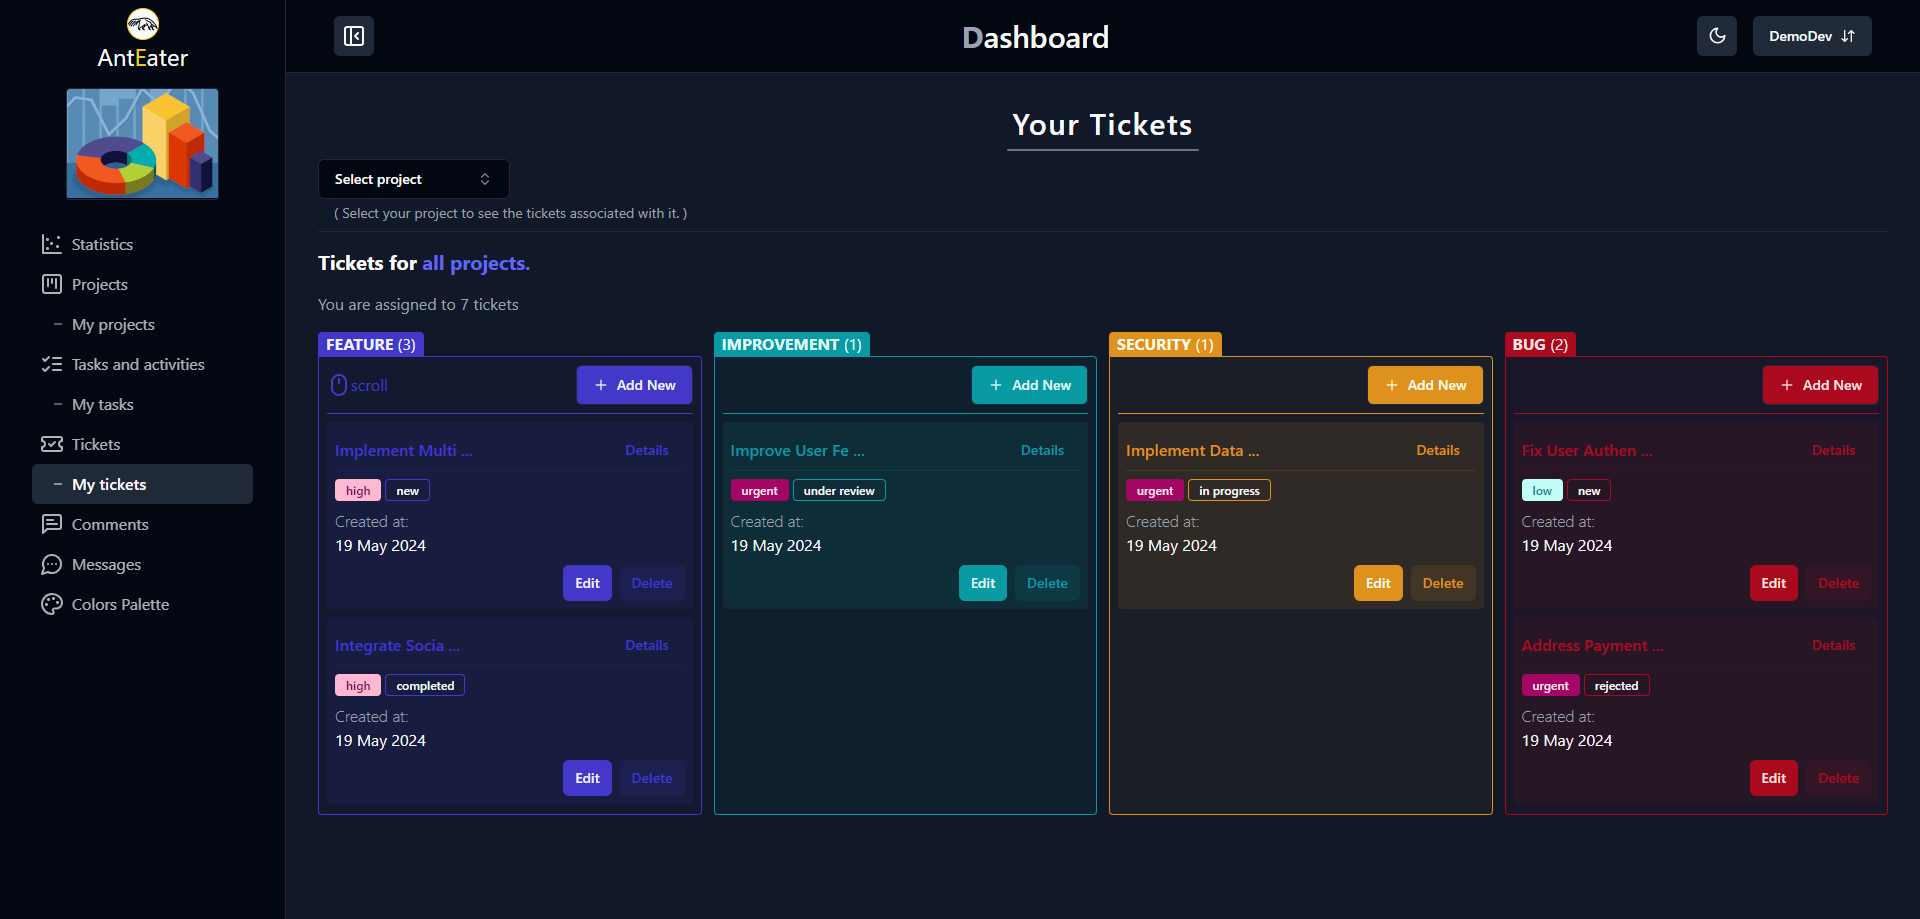 AntEater
Statistics
Projects
My projects
Tasks and activities
My tasks
Tickets
My tickets
Comments
Messages
Colors Palette
Dashboard
DemoDev
Your Tickets
Select project
( Select your project to see the tickets associated with it. )
Tickets for all projects.
You are assigned to 7 tickets
FEATURE (3)
scroll
Add New
Implement Multi ...
Details
high new
Created at:
19 May 2024
Edit Delete
Integrate Socia ...
Details
high completed
Created at:
19 May 2024
Edit Delete
IMPROVEMENT (1)
Add New
Improve User Fe ...
Details
urgent under review
Created at:
19 May 2024
Edit Delete
SECURITY (1)
Add New
Implement Data ...
Details
urgent in progress
Created at:
19 May 2024
Edit Delete
BUG (2)
Add New
Fix User Authen ...
Details
low new
Created at:
19 May 2024
Edit Delete
Address Payment ...
Details
urgent rejected
Created at:
19 May 2024
Edit Delete